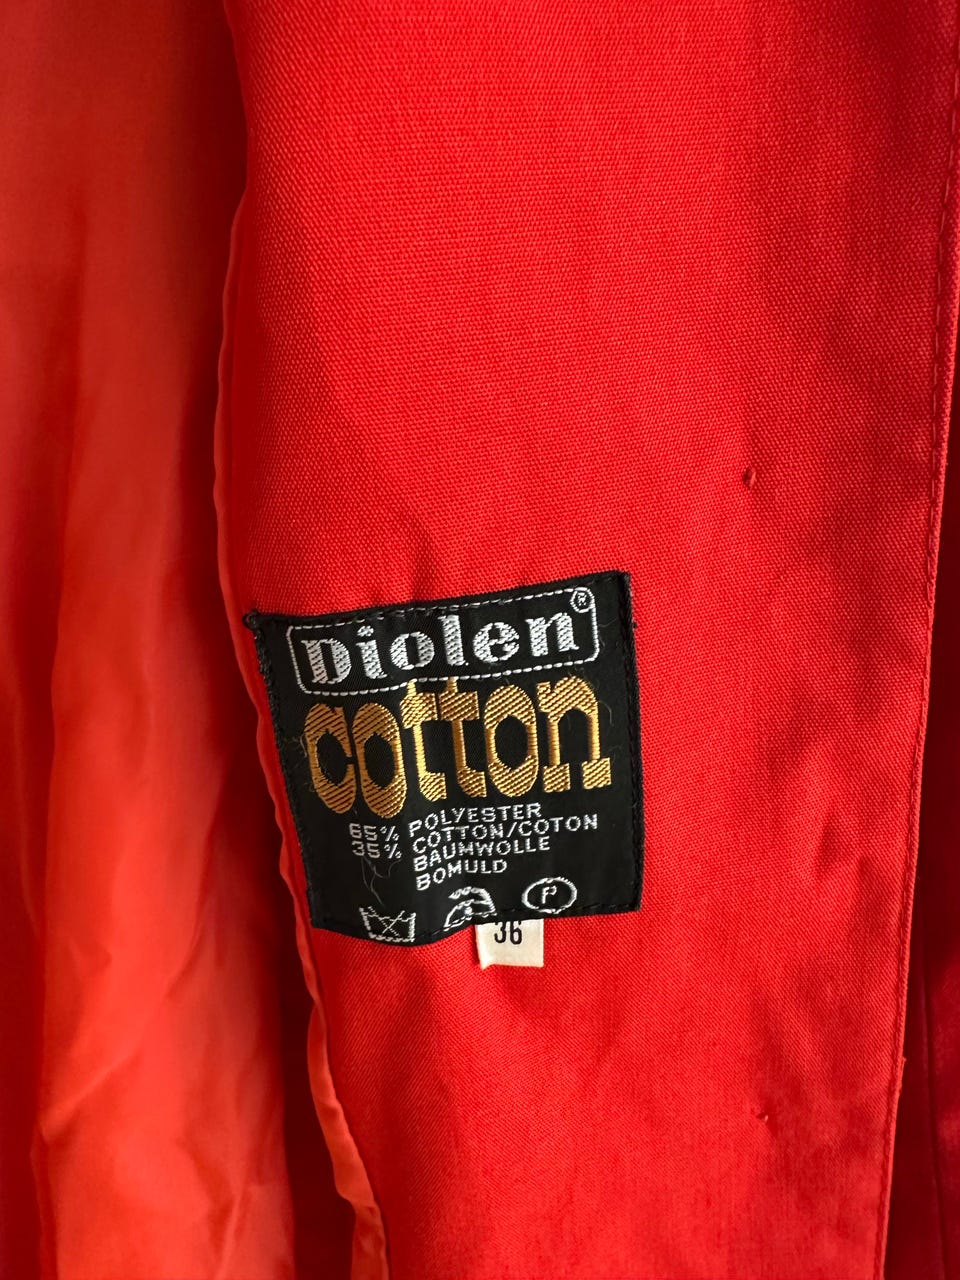 Diolen®
cotton
65% POLYESTER
35% COTTON/COTON
BAUMWOLLE
BOMULD
P
36